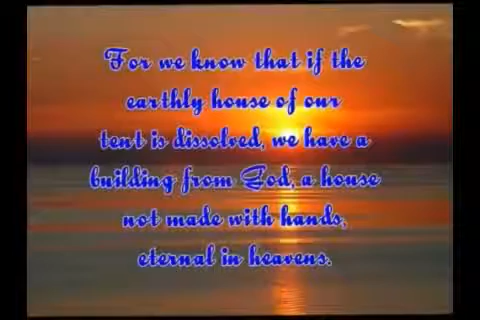 For we know that if the
earthly house of our
tent is dissolved, we have a
building from God, a house
not made with hands,
eternal in heavens.